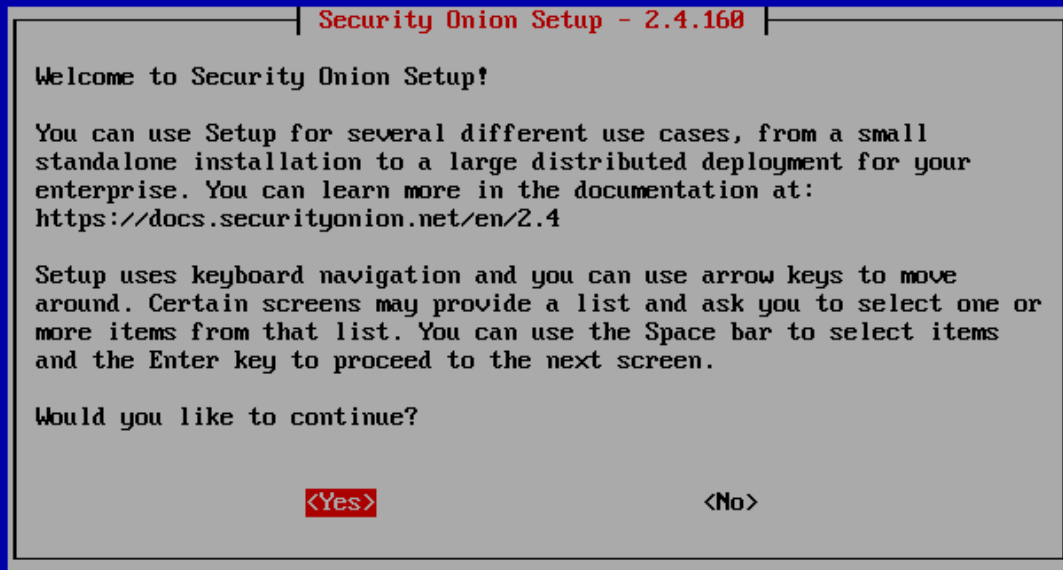 Security Onion Setup - 2.4.160
Welcome to Security Onion Setup!
You can use Setup for several different use cases, from a small
standalone installation to a large distributed deployment for your
enterprise. You can learn more in the documentation at:
https://docs.securityonion.net/en/2.4
Setup uses keyboard navigation and you can use arrow keys to move
around. Certain screens may provide a list and ask you to select one or
more items from that list. You can use the Space bar to select items
and the Enter key to proceed to the next screen.
Would you like to continue?
<Yes> <No>